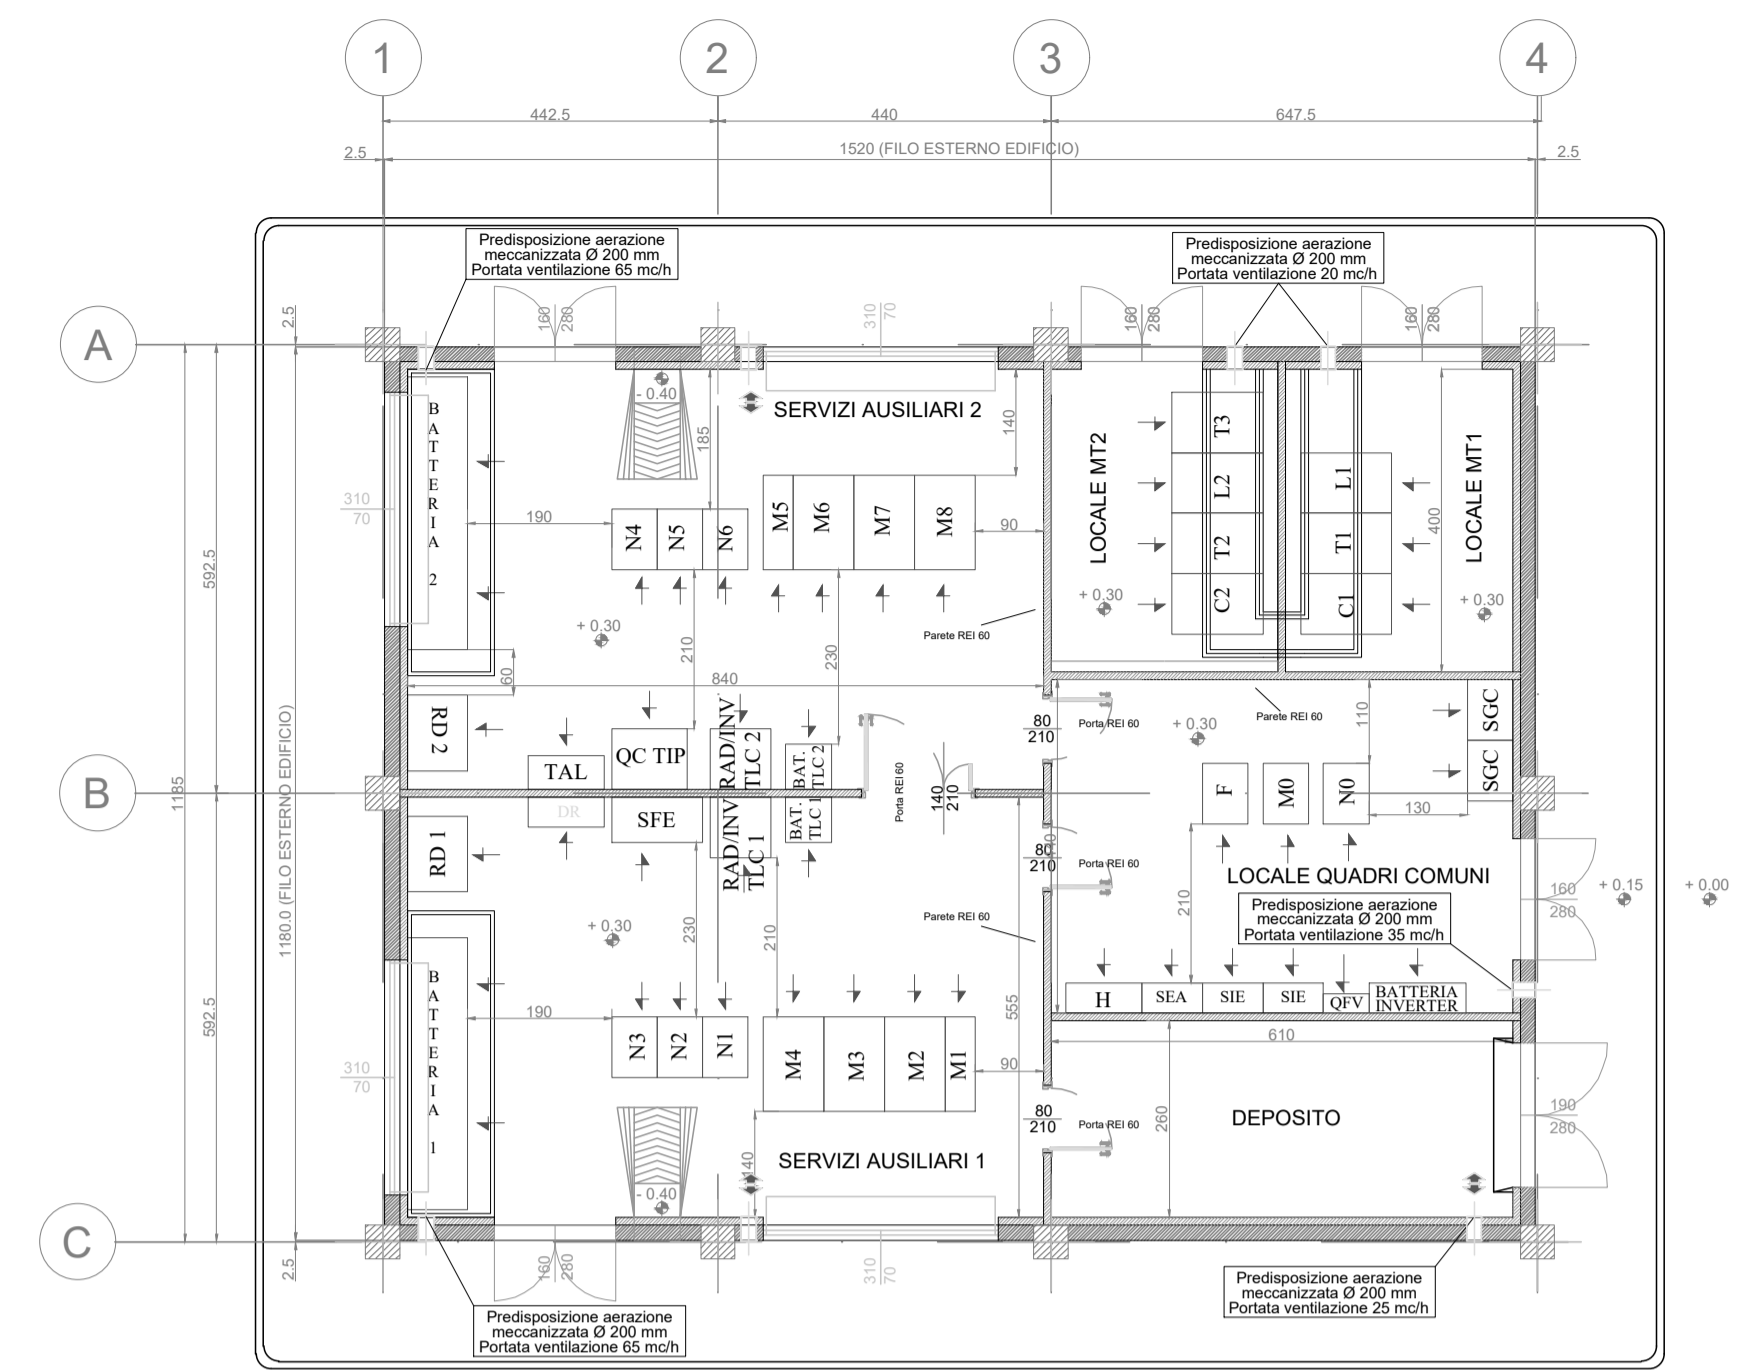 1
2
3
4
442.5
440
647.5
2.5
1520 (FILO ESTERNO EDIFICIO)
2.5
Predisposizione aerazione
meccanizzata Ø 200 mm
Portata ventilazione 65 mc/h
Predisposizione aerazione
meccanizzata Ø 200 mm
Portata ventilazione 20 mc/h
2.5
160
280
310
70
160
280
160
280
A
- 0.40
SERVIZI AUSILIARI 2
185
140
BATTERIA 2
310
70
190
N4
N5
N6
M5
M6
M7
M8
90
LOCALE MT2
T3
L2
T2
C2
L1
T1
C1
400
LOCALE MT1
+ 0.30
+ 0.30
+ 0.30
Parete REI 60
592.5
210
230
60
840
RD 2
TAL
QC TIP
RAD/INV
TLC 2
BAT.
TLC 2
80
210
Porta REI 60
+ 0.30
Parete REI 60
110
SGC
SGC
B
1185
1180.0 (FILO ESTERNO EDIFICIO)
DR
SFE
RAD/INV
TLC 1
BAT.
TLC 1
Porta REI 60
140
210
F
M0
N0
130
RD 1
80
210
Porta REI 60
LOCALE QUADRI COMUNI
160
280
+ 0.15
+ 0.00
Predisposizione aerazione
meccanizzata Ø 200 mm
Portata ventilazione 35 mc/h
+ 0.30
230
210
Parete REI 60
210
H
SEA
SIE
SIE
QFV
BATTERIA
INVERTER
592.5
BATTERIA 1
310
70
190
N3
N2
N1
M4
M3
M2
M1
90
555
610
260
DEPOSITO
190
280
80
210
Porta REI 60
140
SERVIZI AUSILIARI 1
- 0.40
C
2.5
160
280
310
70
Predisposizione aerazione
meccanizzata Ø 200 mm
Portata ventilazione 65 mc/h
Predisposizione aerazione
meccanizzata Ø 200 mm
Portata ventilazione 25 mc/h